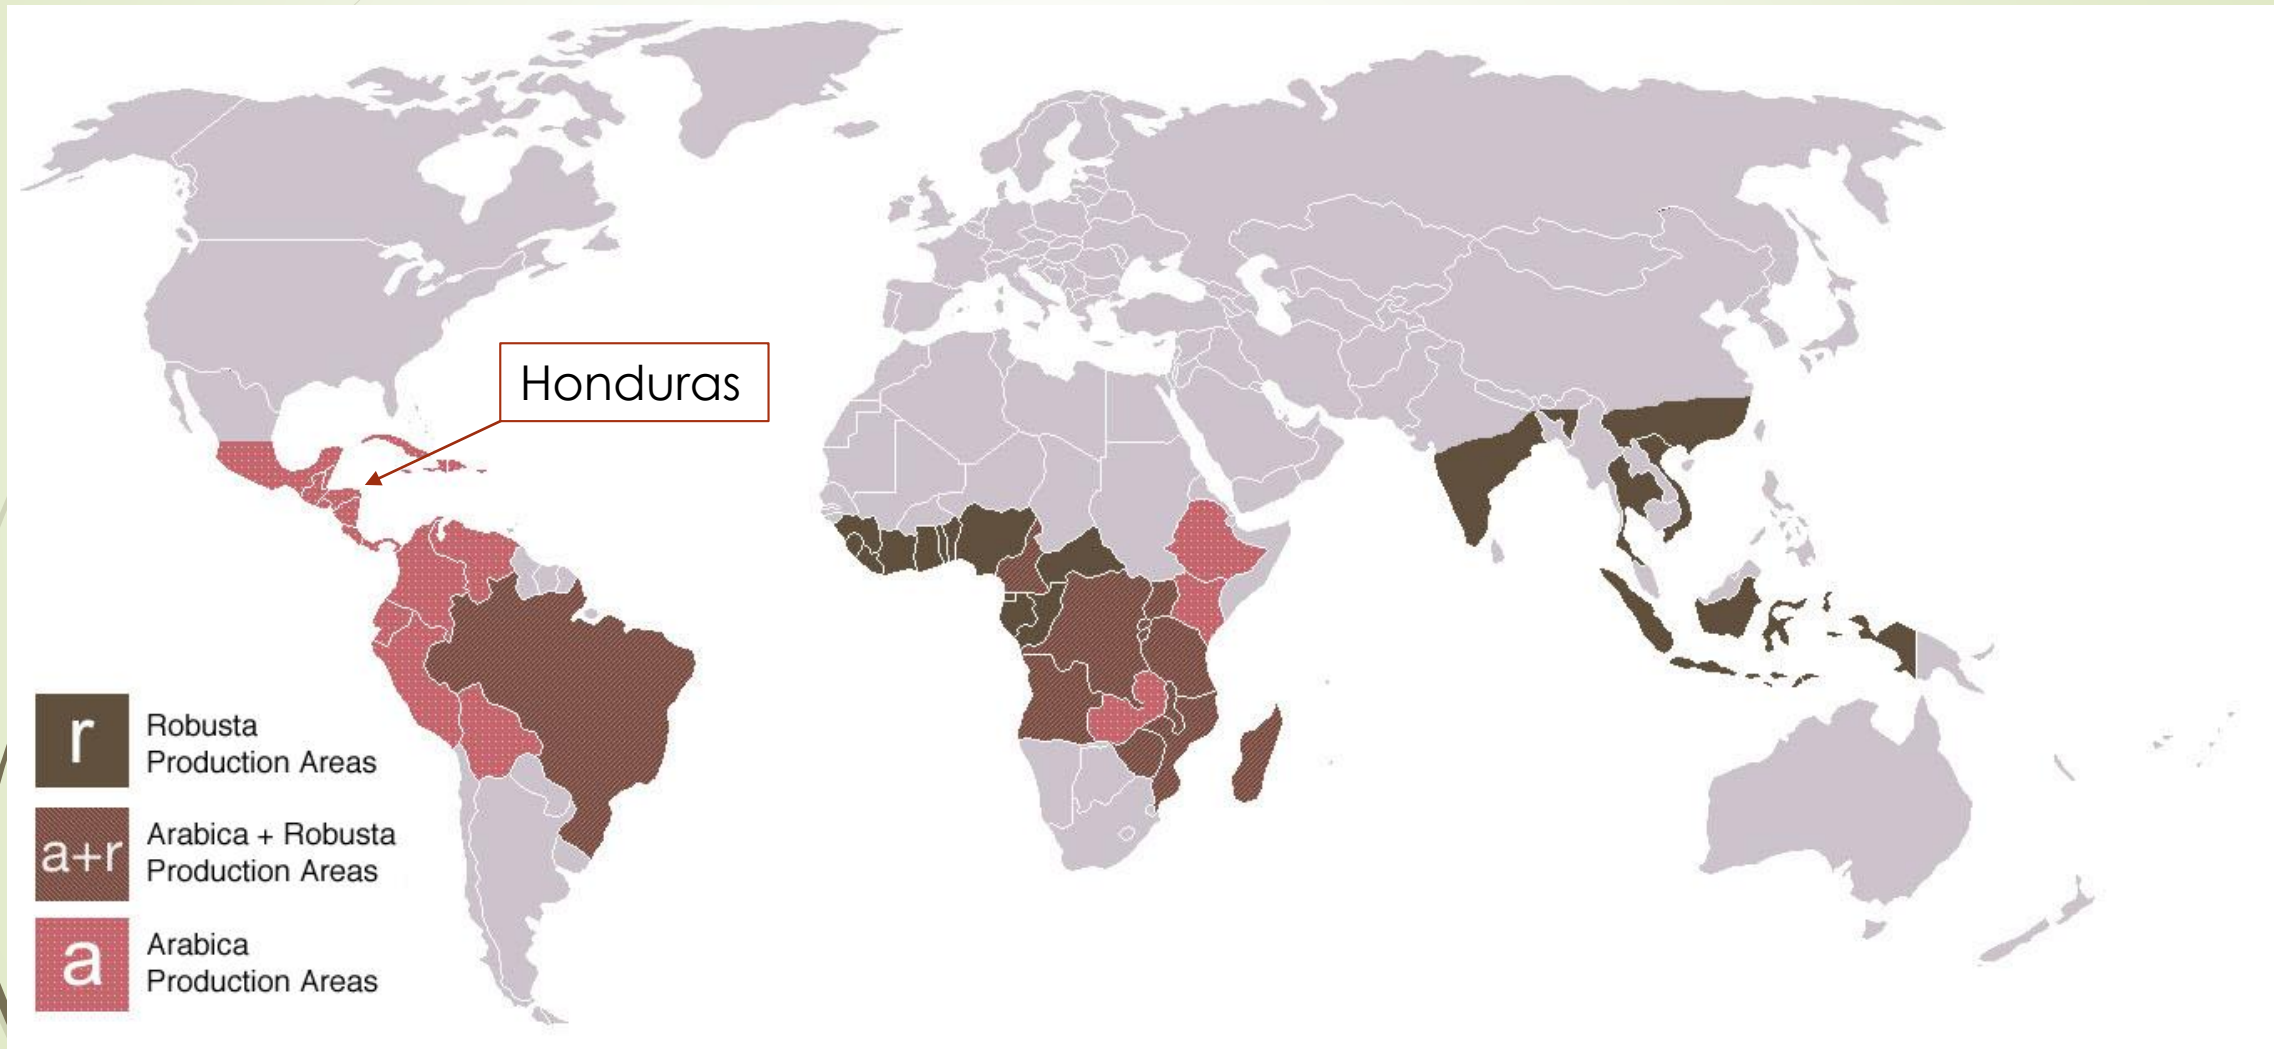 Honduras
r
Robusta
Production Areas
a+r
Arabica + Robusta
Production Areas
a
Arabica
Production Areas